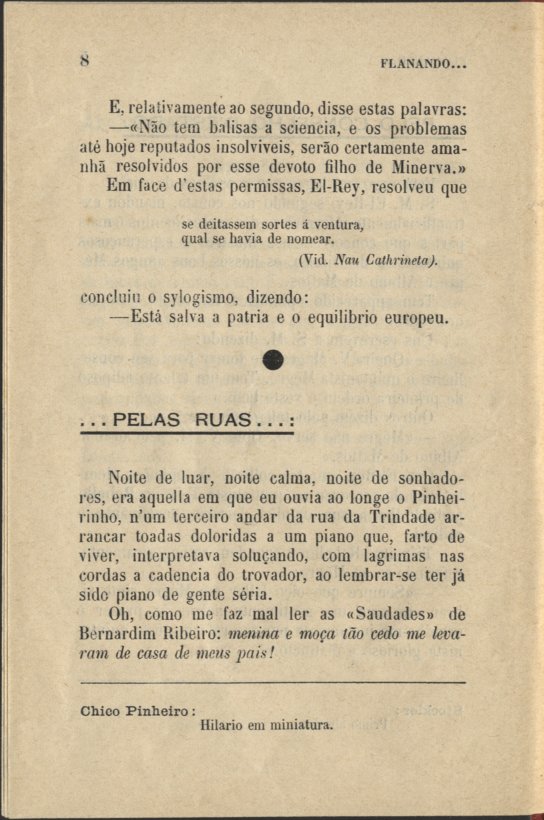 8
FLANANDO...
E, relativamente ao segundo, disse estas palavras:
—«Não tem balisas a sciencia, e os problemas
até hoje reputados insolviveis, serão certamente ama-
nhã resolvidos por esse devoto filho de Minerva.»
Em face d'estas permissas, El-Rey, resolveu que
se deitassem sortes á ventura,
qual se havia de nomear.
(Vid. Nau Cathrineta).
concluiu o sylogismo, dizendo:
—Está salva a patria e o equilibrio europeu.
...PELAS RUAS...:
Noite de luar, noite calma, noite de sonhado-
res, era aquella em que eu ouvia ao longe o Pinhei-
rinho, n'um terceiro andar da rua da Trindade ar-
rancar toadas doloridas a um piano que, farto de
viver, interpretava soluçando, com lagrimas nas
cordas a cadencia do trovador, ao lembrar-se ter já
sido piano de gente séria.
Oh, como me faz mal ler as «Saudades» de
Bernardim Ribeiro: menina e moça tão cedo me leva-
ram de casa de meus pais!
Chico Pinheiro:
Hilario em miniatura.